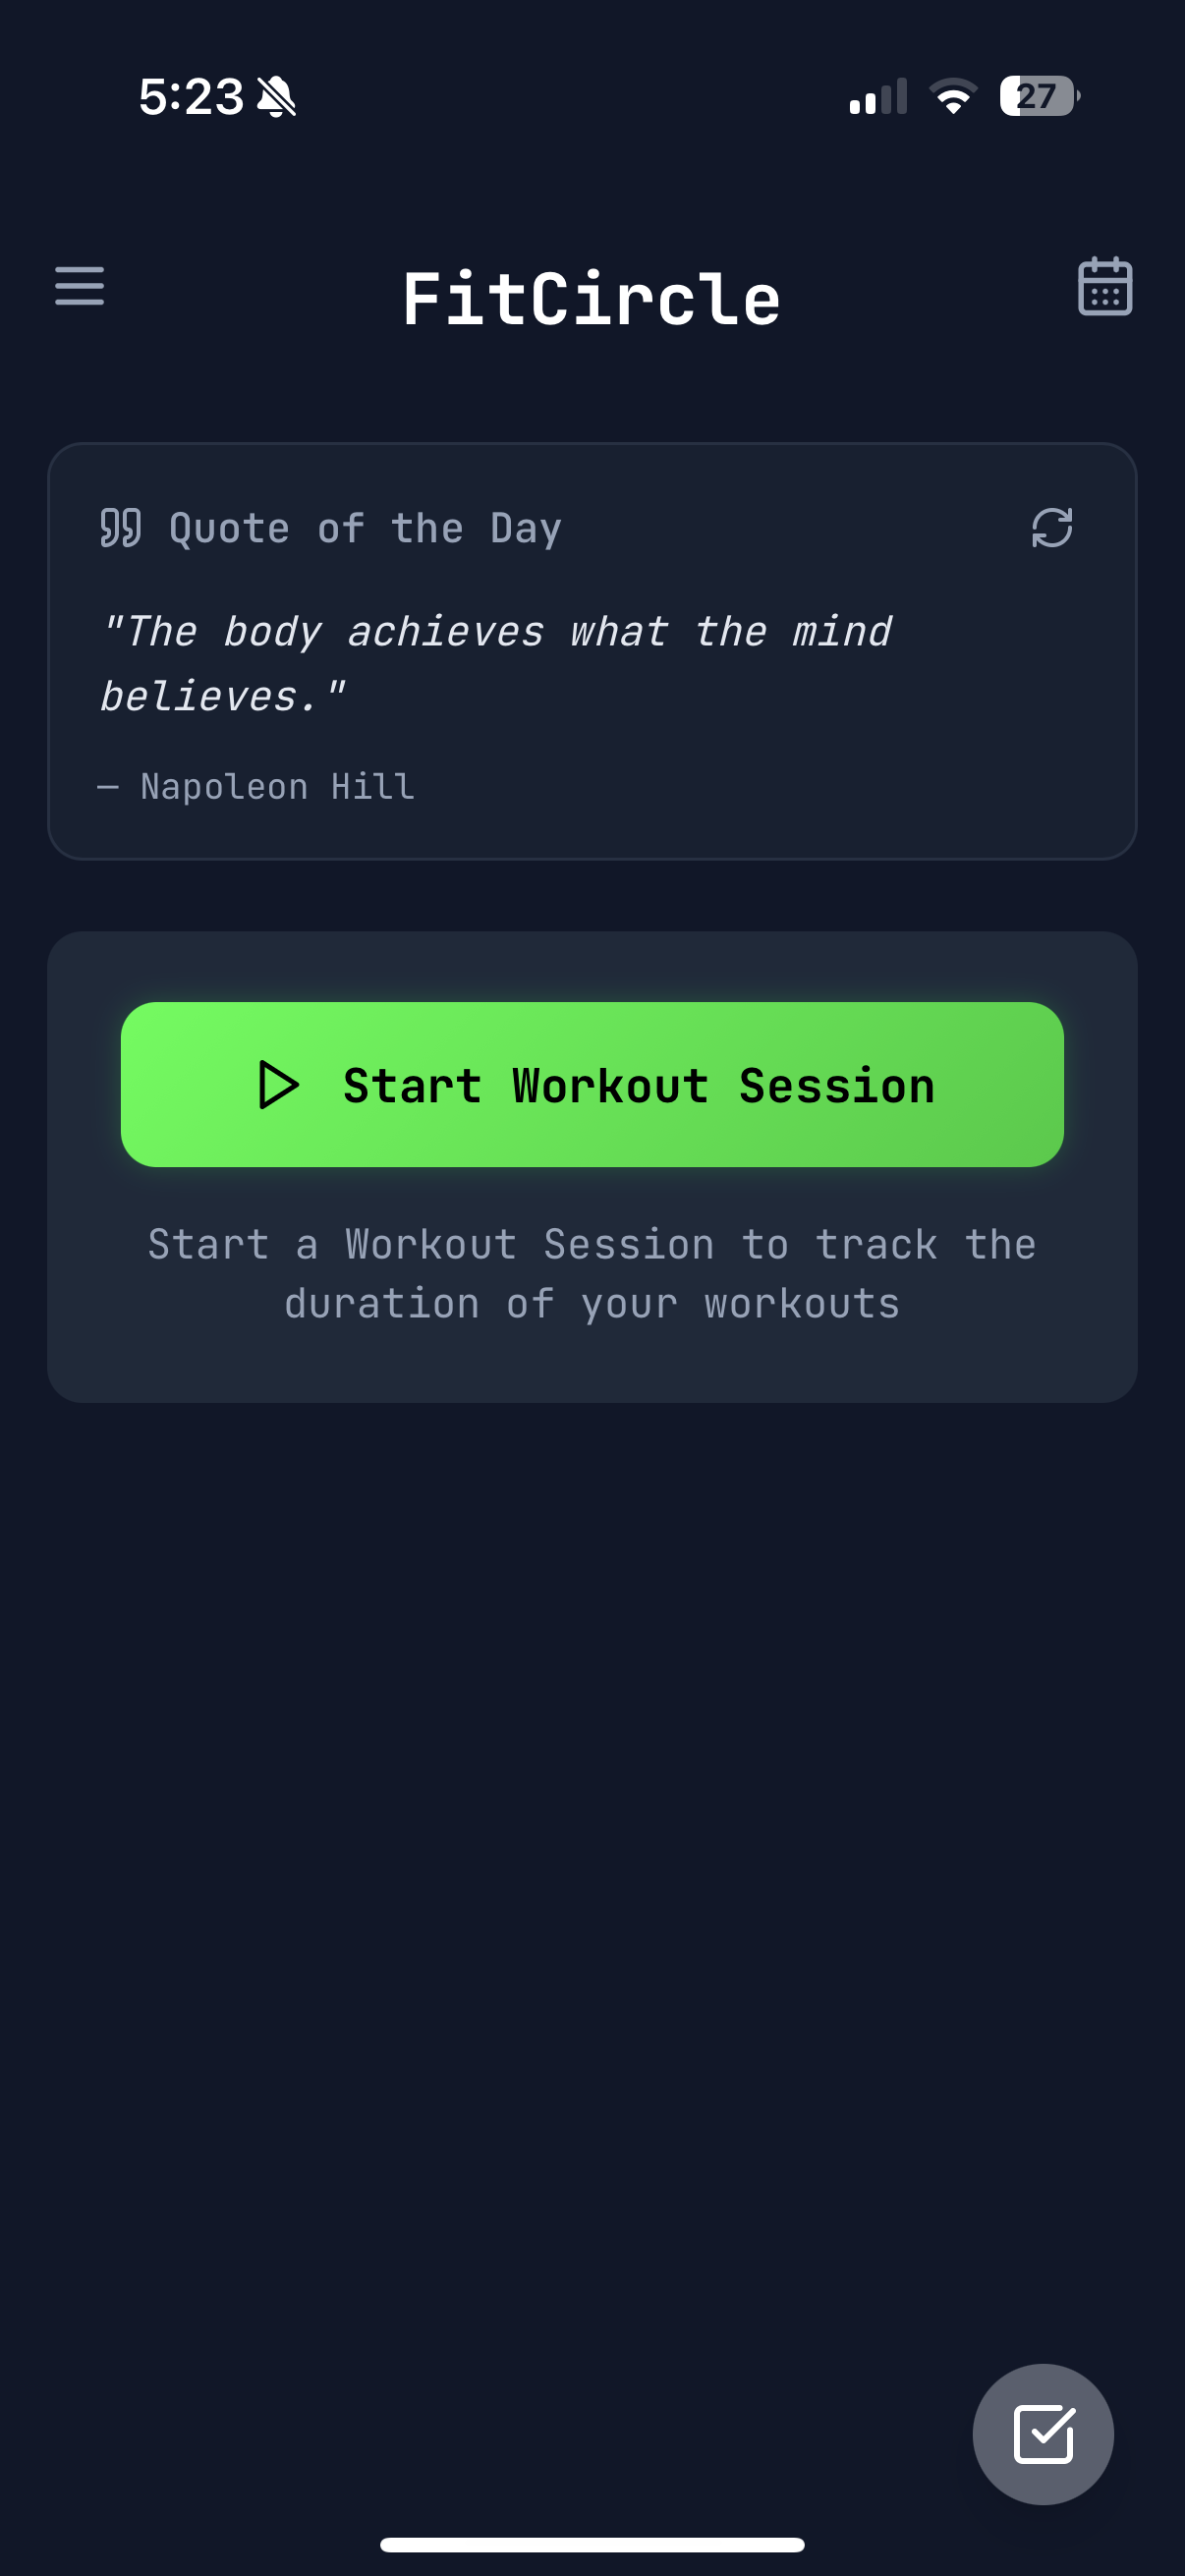 5:23
27
FitCircle
Quote of the Day
"The body achieves what the mind
believes."
— Napoleon Hill
Start Workout Session
Start a Workout Session to track the
duration of your workouts